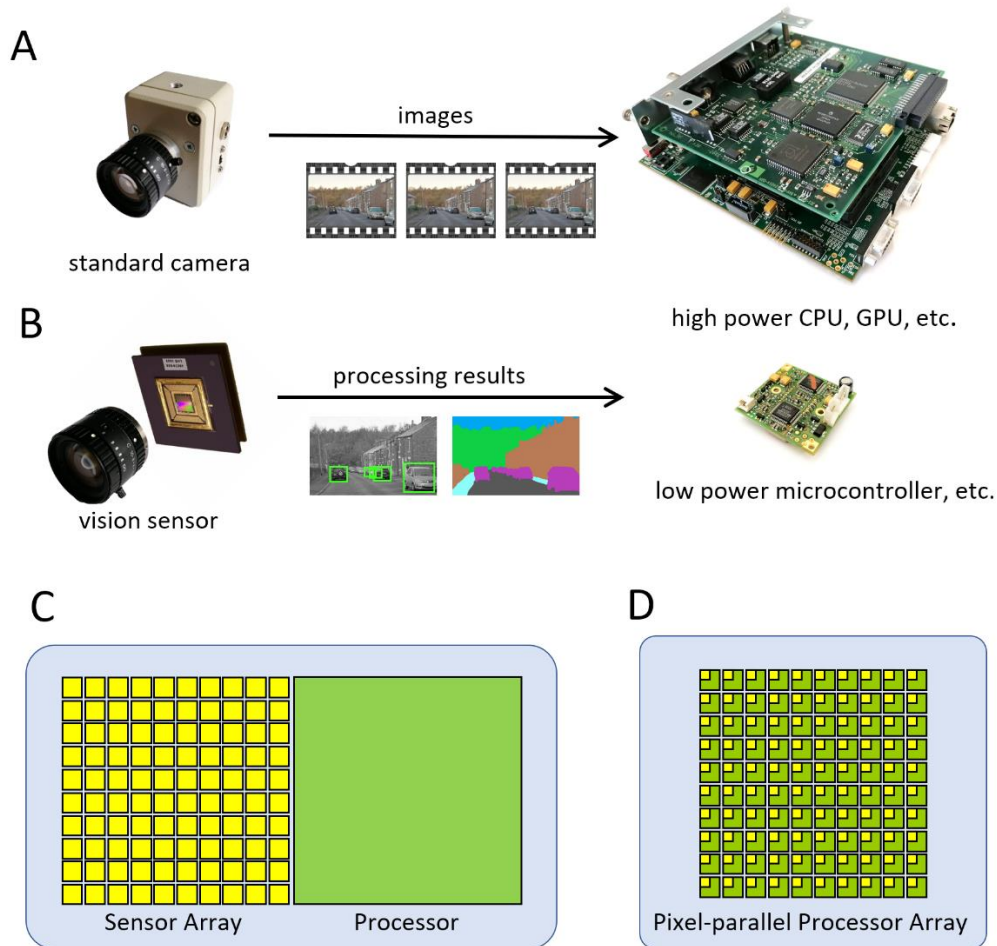 A
images
standard camera
high power CPU, GPU, etc.
B
processing results
vision sensor
low power microcontroller, etc.
C
D
Sensor Array
Processor
Pixel-parallel Processor Array